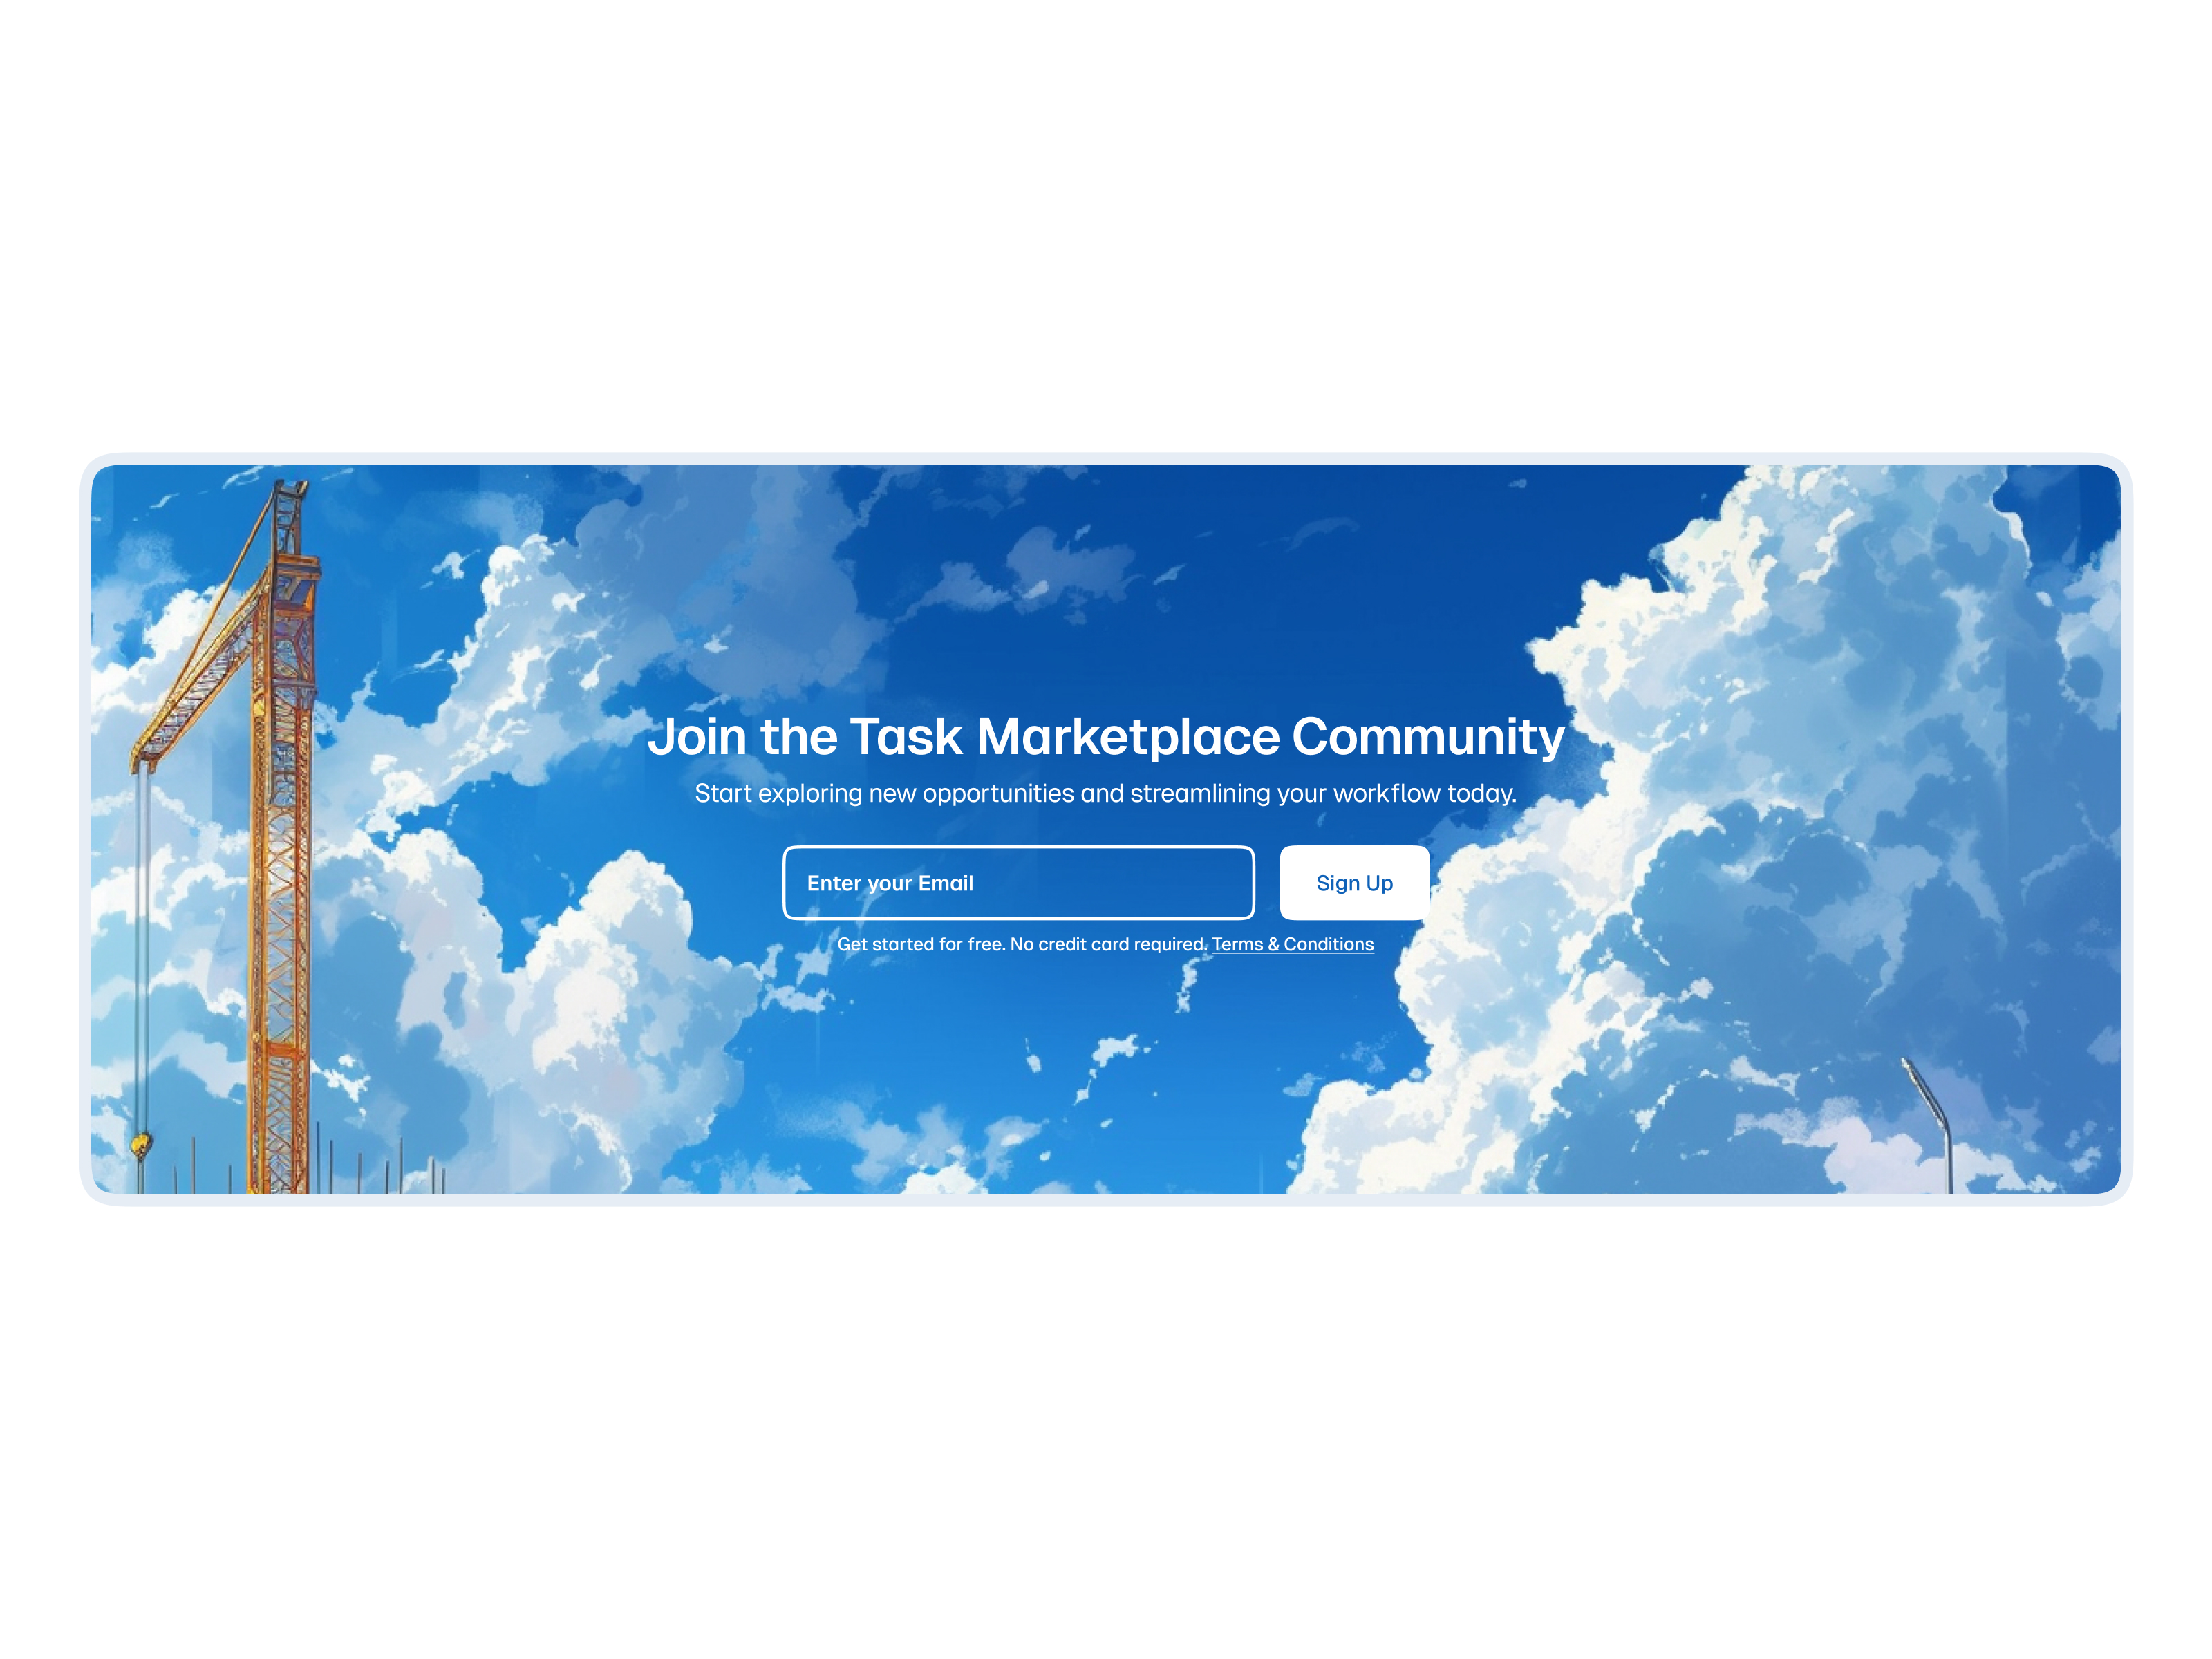 Join the Task Marketplace Community
Start exploring new opportunities and streamlining your workflow today.
Enter your Email
Sign Up
Get started for free. No credit card required. Terms & Conditions